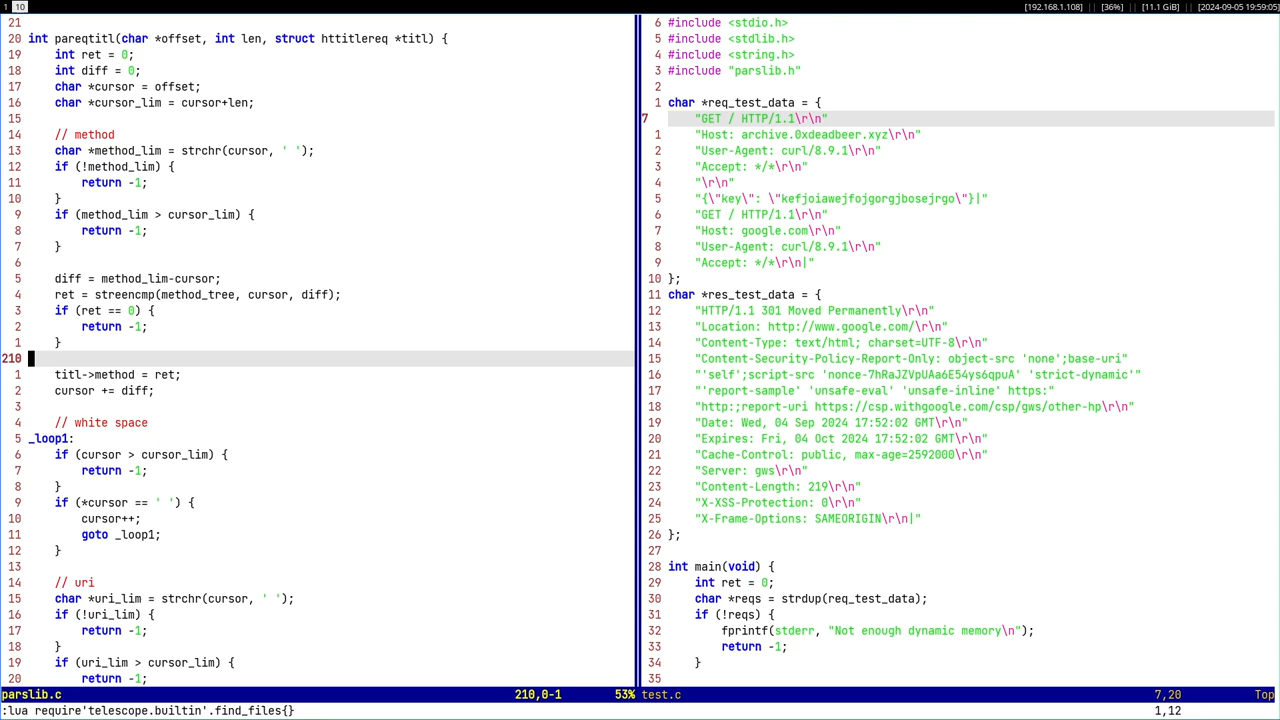 1 10 [192.168.1.108] || [36%] || [11.1 GiB] || [2024-09-05 19:59:05]
21
20 int pareqtitl(char *offset, int len, struct httitlereq *titl) {
19     int ret = 0;
18     int diff = 0;
17     char *cursor = offset;
16     char *cursor_lim = cursor+len;
15
14     // method
13     char *method_lim = strchr(cursor, ' ');
12     if (!method_lim) {
11         return -1;
10     }
9     if (method_lim > cursor_lim) {
8         return -1;
7     }
6
5     diff = method_lim-cursor;
4     ret = streencmp(method_tree, cursor, diff);
3     if (ret == 0) {
2         return -1;
1     }
210
1     titl->method = ret;
2     cursor += diff;
3
4     // white space
5 _loop1:
6     if (cursor > cursor_lim) {
7         return -1;
8     }
9     if (*cursor == ' ') {
10         cursor++;
11         goto _loop1;
12     }
13
14     // uri
15     char *uri_lim = strchr(cursor, ' ');
16     if (!uri_lim) {
17         return -1;
18     }
19     if (uri_lim > cursor_lim) {
20         return -1;
parslib.c 210,0-1 53%
6 #include <stdio.h>
5 #include <stdlib.h>
4 #include <string.h>
3 #include "parslib.h"
2
1 char *req_test_data = {
7     "GET / HTTP/1.1\r\n"
1     "Host: archive.0xdeadbeer.xyz\r\n"
2     "User-Agent: curl/8.9.1\r\n"
3     "Accept: */*\r\n"
4     "\r\n"
5     "{\"key\": \"kefjoiawejfojgorgjbosejrgo\"}|"
6     "GET / HTTP/1.1\r\n"
7     "Host: google.com\r\n"
8     "User-Agent: curl/8.9.1\r\n"
9     "Accept: */*\r\n|"
10 };
11 char *res_test_data = {
12     "HTTP/1.1 301 Moved Permanently\r\n"
13     "Location: http://www.google.com/\r\n"
14     "Content-Type: text/html; charset=UTF-8\r\n"
15     "Content-Security-Policy-Report-Only: object-src 'none';base-uri"
16     "'self';script-src 'nonce-7hRaJZVpUAa6E54ys6qpuA' 'strict-dynamic'"
17     "'report-sample' 'unsafe-eval' 'unsafe-inline' https:"
18     "http:;report-uri https://csp.withgoogle.com/csp/gws/other-hp\r\n"
19     "Date: Wed, 04 Sep 2024 17:52:02 GMT\r\n"
20     "Expires: Fri, 04 Oct 2024 17:52:02 GMT\r\n"
21     "Cache-Control: public, max-age=2592000\r\n"
22     "Server: gws\r\n"
23     "Content-Length: 219\r\n"
24     "X-XSS-Protection: 0\r\n"
25     "X-Frame-Options: SAMEORIGIN\r\n|"
26 };
27
28 int main(void) {
29     int ret = 0;
30     char *reqs = strdup(req_test_data);
31     if (!reqs) {
32         fprintf(stderr, "Not enough dynamic memory\n");
33         return -1;
34     }
35
test.c 7,20 Top
:lua require'telescope.builtin'.find_files{} 1,12